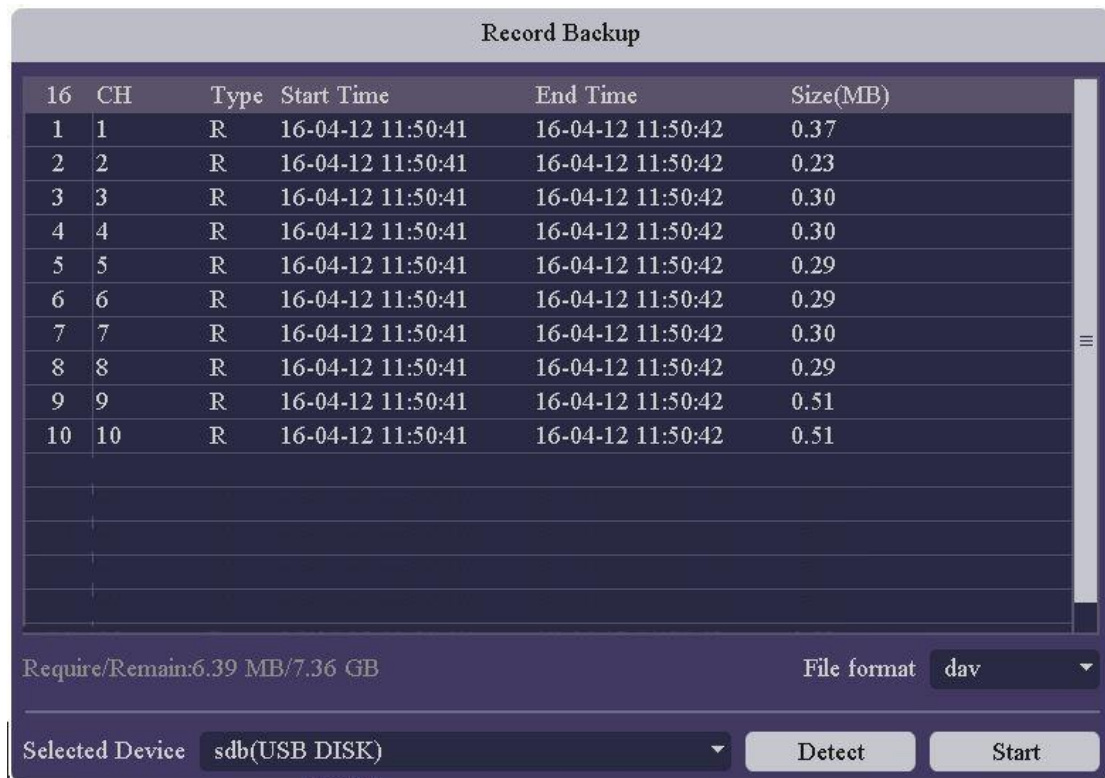 Record Backup
16 CH Type Start Time End Time Size(MB)
1 1 R 16-04-12 11:50:41 16-04-12 11:50:42 0.37
2 2 R 16-04-12 11:50:41 16-04-12 11:50:42 0.23
3 3 R 16-04-12 11:50:41 16-04-12 11:50:42 0.30
4 4 R 16-04-12 11:50:41 16-04-12 11:50:42 0.30
5 5 R 16-04-12 11:50:41 16-04-12 11:50:42 0.29
6 6 R 16-04-12 11:50:41 16-04-12 11:50:42 0.29
7 7 R 16-04-12 11:50:41 16-04-12 11:50:42 0.30
8 8 R 16-04-12 11:50:41 16-04-12 11:50:42 0.29
9 9 R 16-04-12 11:50:41 16-04-12 11:50:42 0.51
10 10 R 16-04-12 11:50:41 16-04-12 11:50:42 0.51
Require/Remain:6.39 MB/7.36 GB File format dav
Selected Device sdb(USB DISK) Detect Start